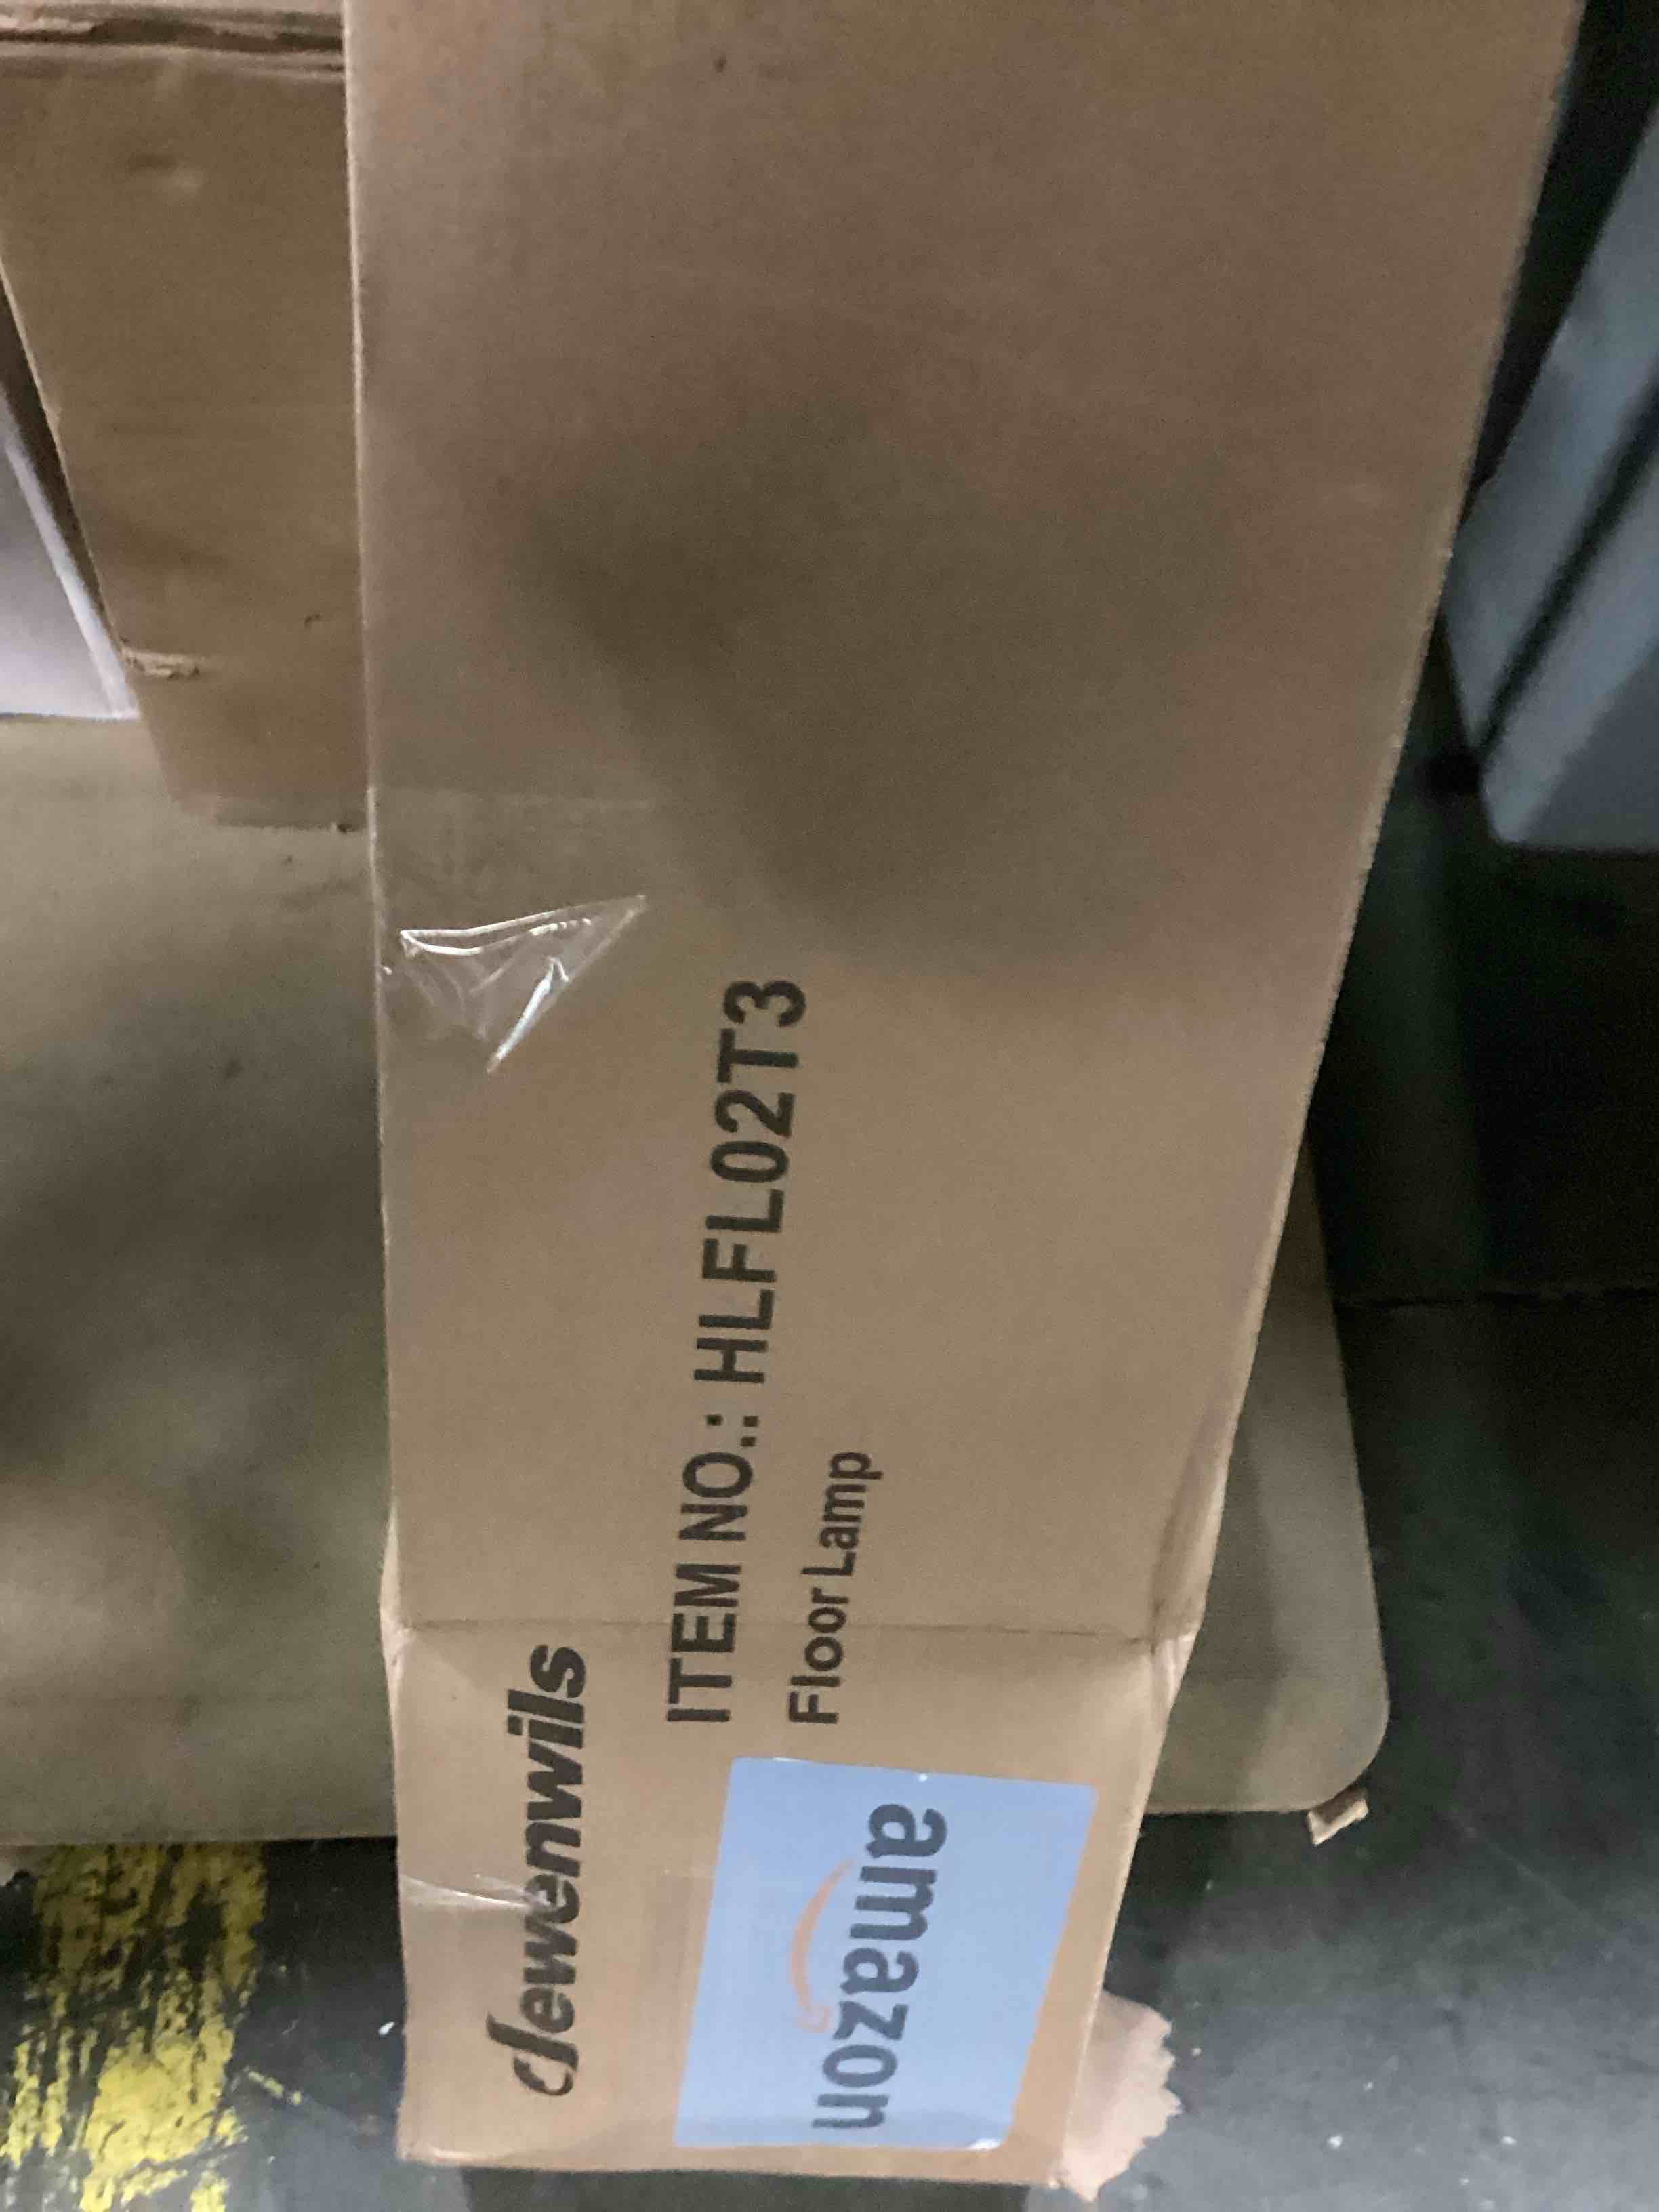 Dewenwils
ITEM NO.: HLFL02T3
Floor Lamp
amazon